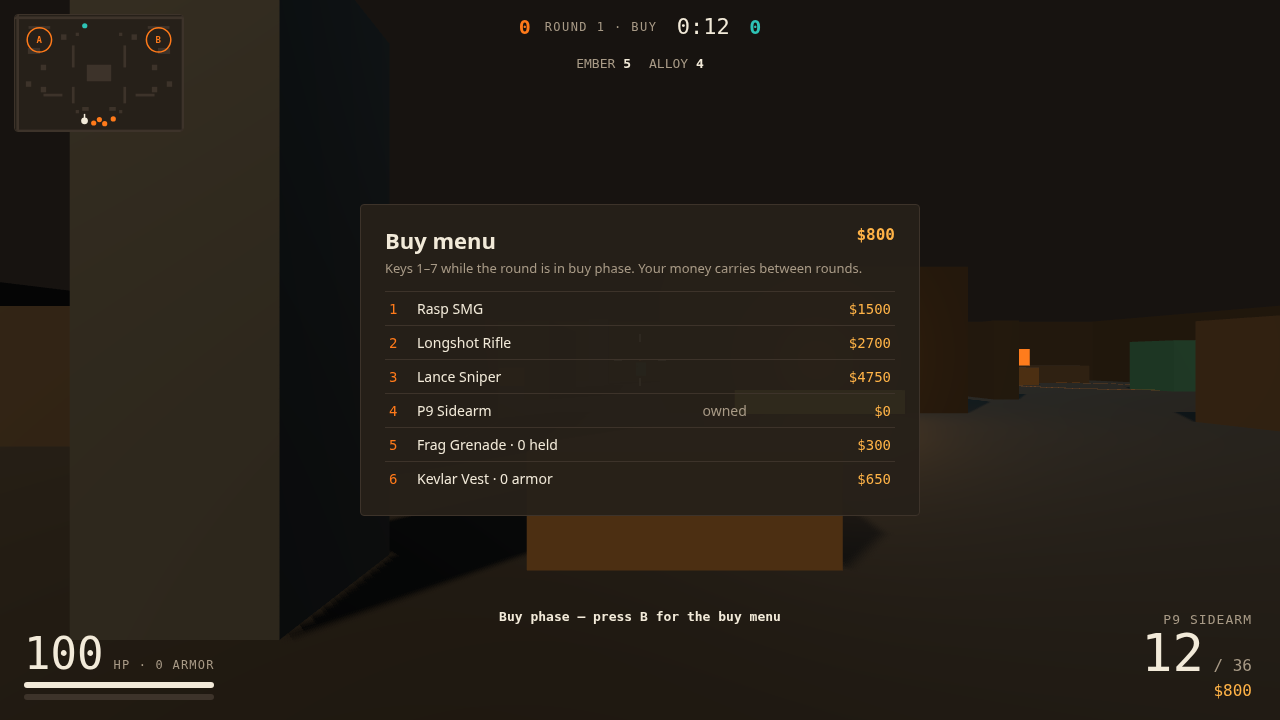 A
B
0 ROUND 1 · BUY 0:12 0
EMBER 5 ALLOY 4
Buy menu
$800
Keys 1–7 while the round is in buy phase. Your money carries between rounds.
1 Rasp SMG $1500
2 Longshot Rifle $2700
3 Lance Sniper $4750
4 P9 Sidearm owned $0
5 Frag Grenade · 0 held $300
6 Kevlar Vest · 0 armor $650
Buy phase — press B for the buy menu
100 HP · 0 ARMOR
P9 SIDEARM
12 / 36
$800